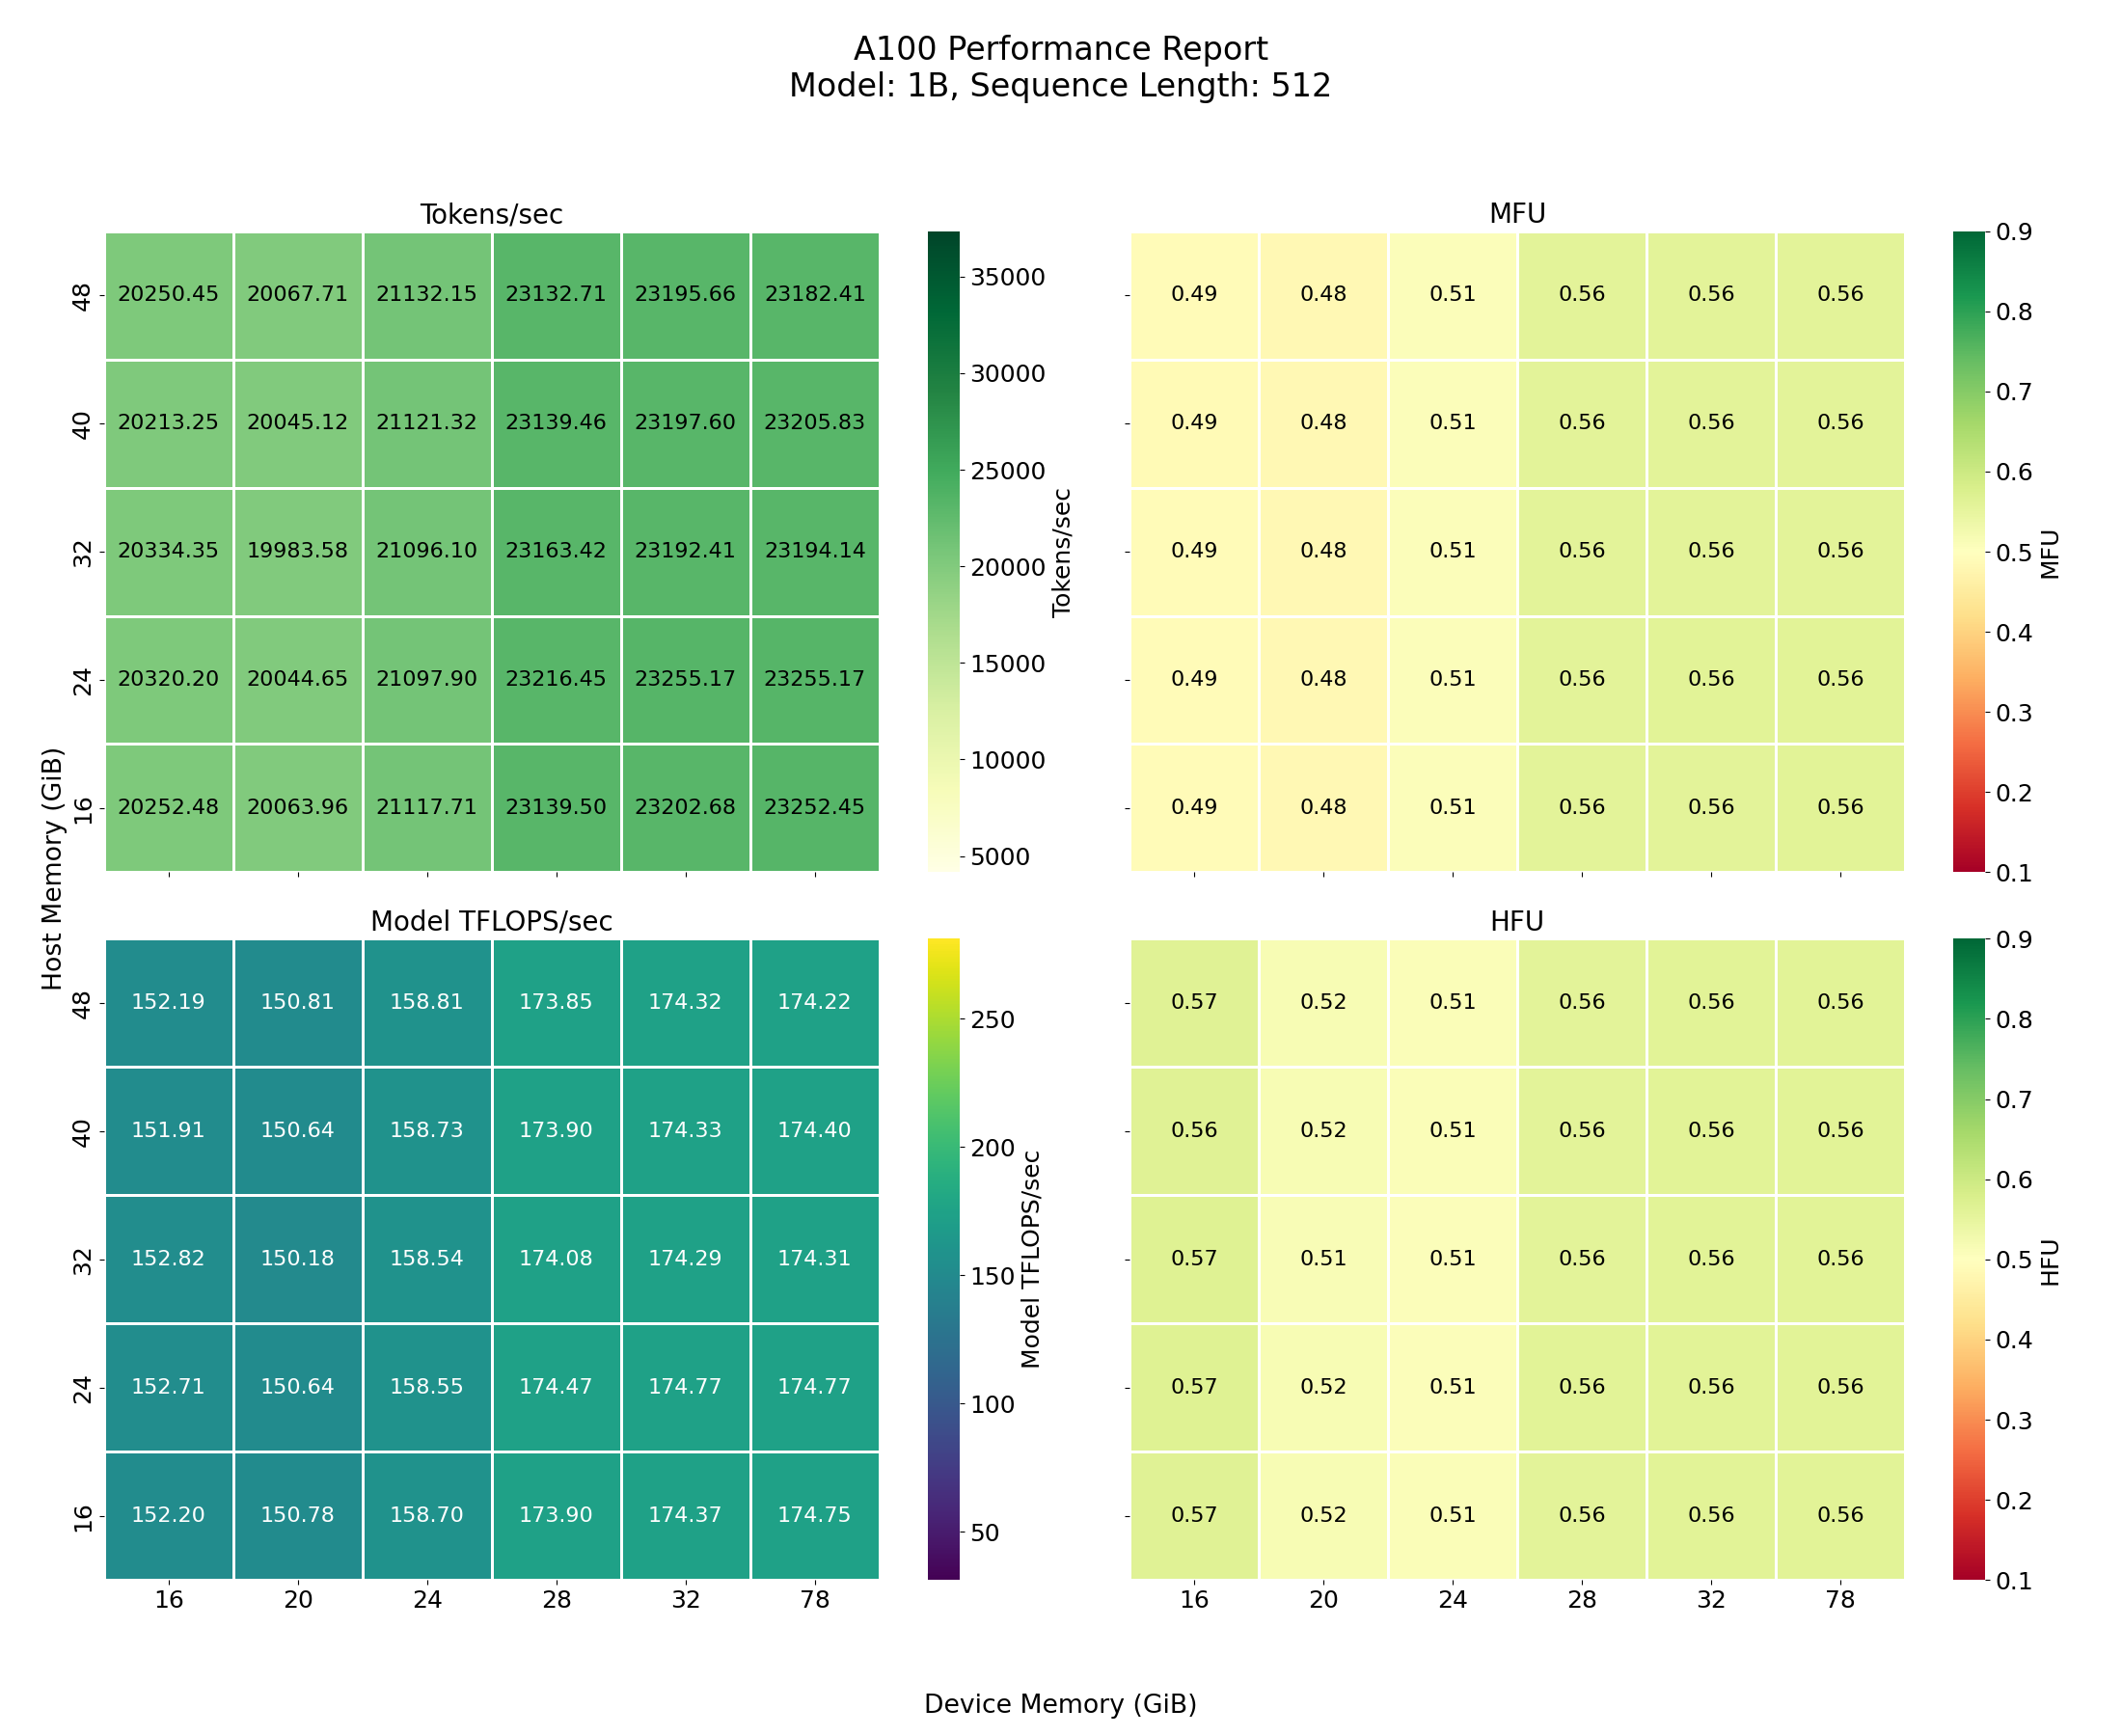 A100 Performance Report
Model: 1B, Sequence Length: 512
Tokens/sec
48 20250.45 20067.71 21132.15 23132.71 23195.66 23182.41
40 20213.25 20045.12 21121.32 23139.46 23197.60 23205.83
32 20334.35 19983.58 21096.10 23163.42 23192.41 23194.14
24 20320.20 20044.65 21097.90 23216.45 23255.17 23255.17
16 20252.48 20063.96 21117.71 23139.50 23202.68 23252.45
35000
30000
25000
20000
15000
10000
5000
Tokens/sec
MFU
0.49 0.48 0.51 0.56 0.56 0.56
0.49 0.48 0.51 0.56 0.56 0.56
0.49 0.48 0.51 0.56 0.56 0.56
0.49 0.48 0.51 0.56 0.56 0.56
0.49 0.48 0.51 0.56 0.56 0.56
0.9
0.8
0.7
0.6
0.5
0.4
0.3
0.2
0.1
MFU
Host Memory (GiB)
Model TFLOPS/sec
48 152.19 150.81 158.81 173.85 174.32 174.22
40 151.91 150.64 158.73 173.90 174.33 174.40
32 152.82 150.18 158.54 174.08 174.29 174.31
24 152.71 150.64 158.55 174.47 174.77 174.77
16 152.20 150.78 158.70 173.90 174.37 174.75
16 20 24 28 32 78
250
200
150
100
50
Model TFLOPS/sec
HFU
0.57 0.52 0.51 0.56 0.56 0.56
0.56 0.52 0.51 0.56 0.56 0.56
0.57 0.51 0.51 0.56 0.56 0.56
0.57 0.52 0.51 0.56 0.56 0.56
0.57 0.52 0.51 0.56 0.56 0.56
16 20 24 28 32 78
0.9
0.8
0.7
0.6
0.5
0.4
0.3
0.2
0.1
HFU
Device Memory (GiB)